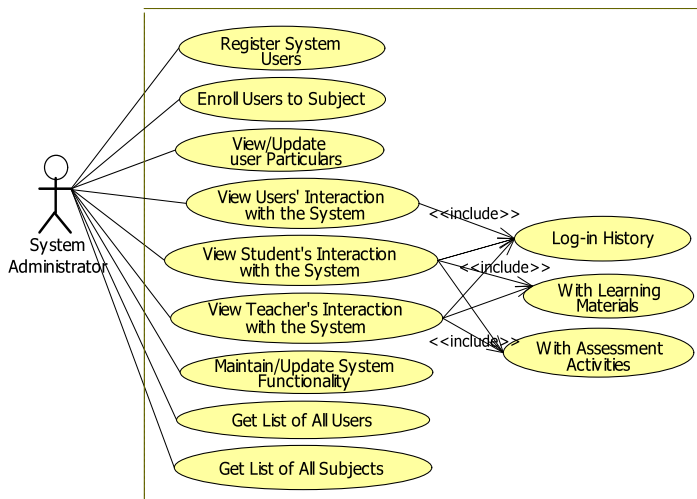 Register System
Users
Enroll Users to Subject
View/Update
user Particulars
View Users' Interaction
with the System
<<include>>
System
Administrator
View Student's Interaction
with the System
Log-in History
<<include>>
View Teacher's Interaction
with the System
With Learning
Materials
<<include>>
With Assessment
Activities
Maintain/Update System
Functionality
Get List of All Users
Get List of All Subjects